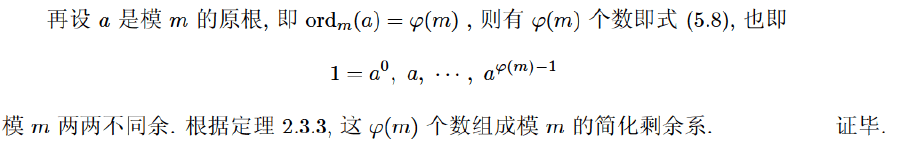 再设 a 是模 m 的原根, 即 ord_m(a) = φ(m) , 则有 φ(m) 个数即式 (5.8), 也即
1 = a^0, a, ⋯ , a^{φ(m)−1}
模 m 两两不同余. 根据定理 2.3.3, 这 φ(m) 个数组成模 m 的简化剩余系. 证毕.